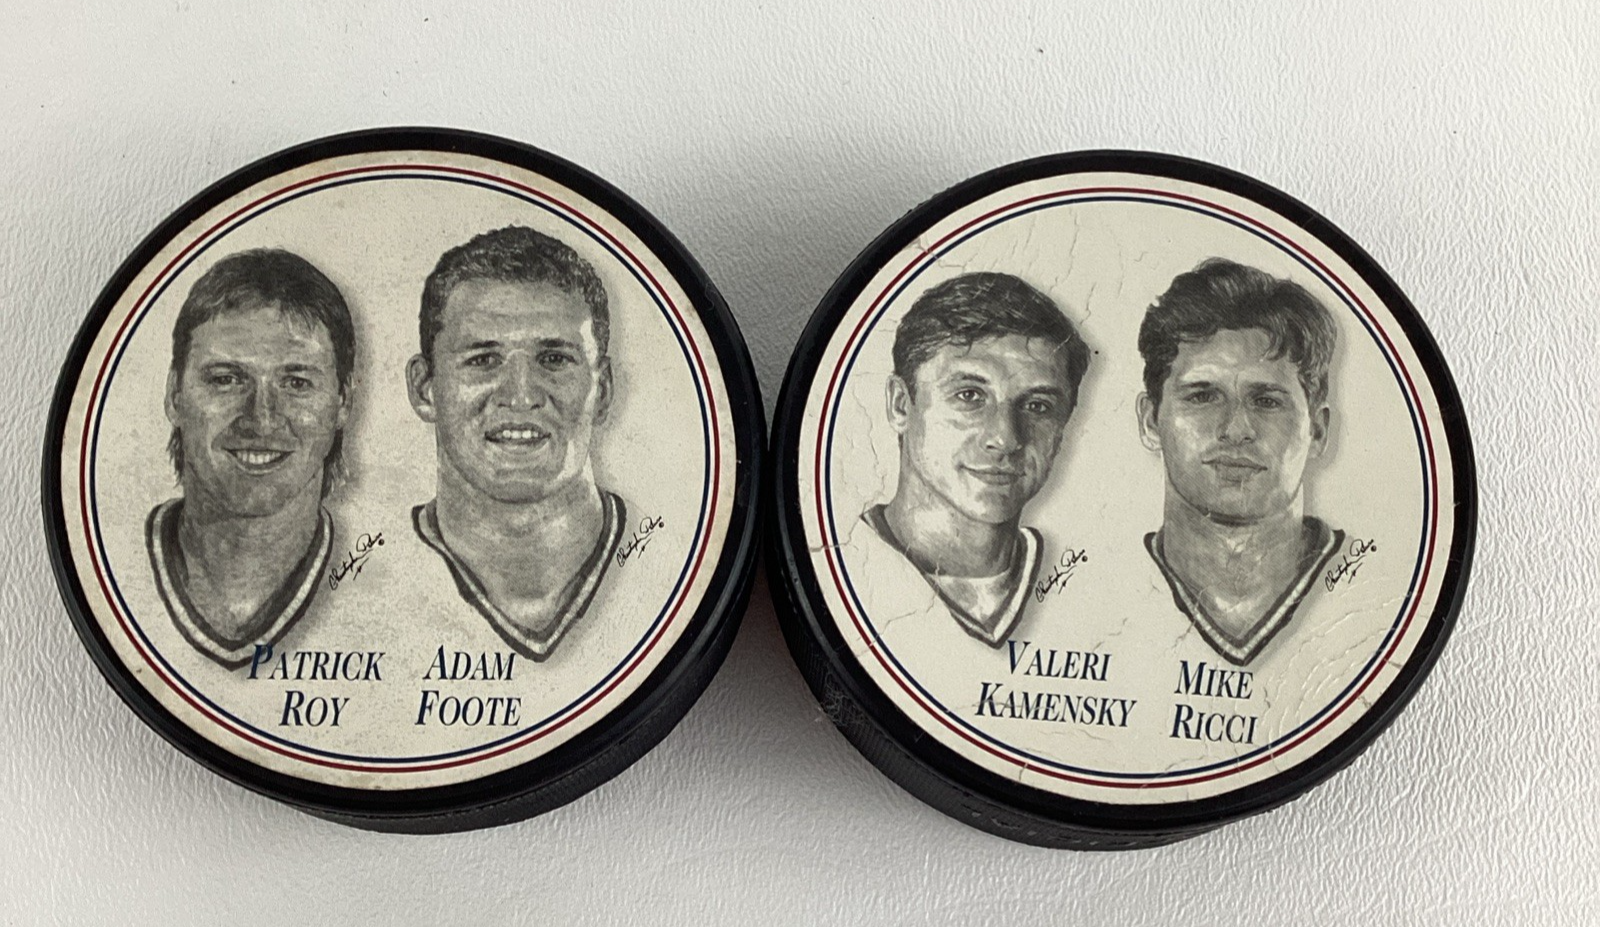 PATRICK
ROY
ADAM
FOOTE
VALERI
KAMENSKY
MIKE
RICCI